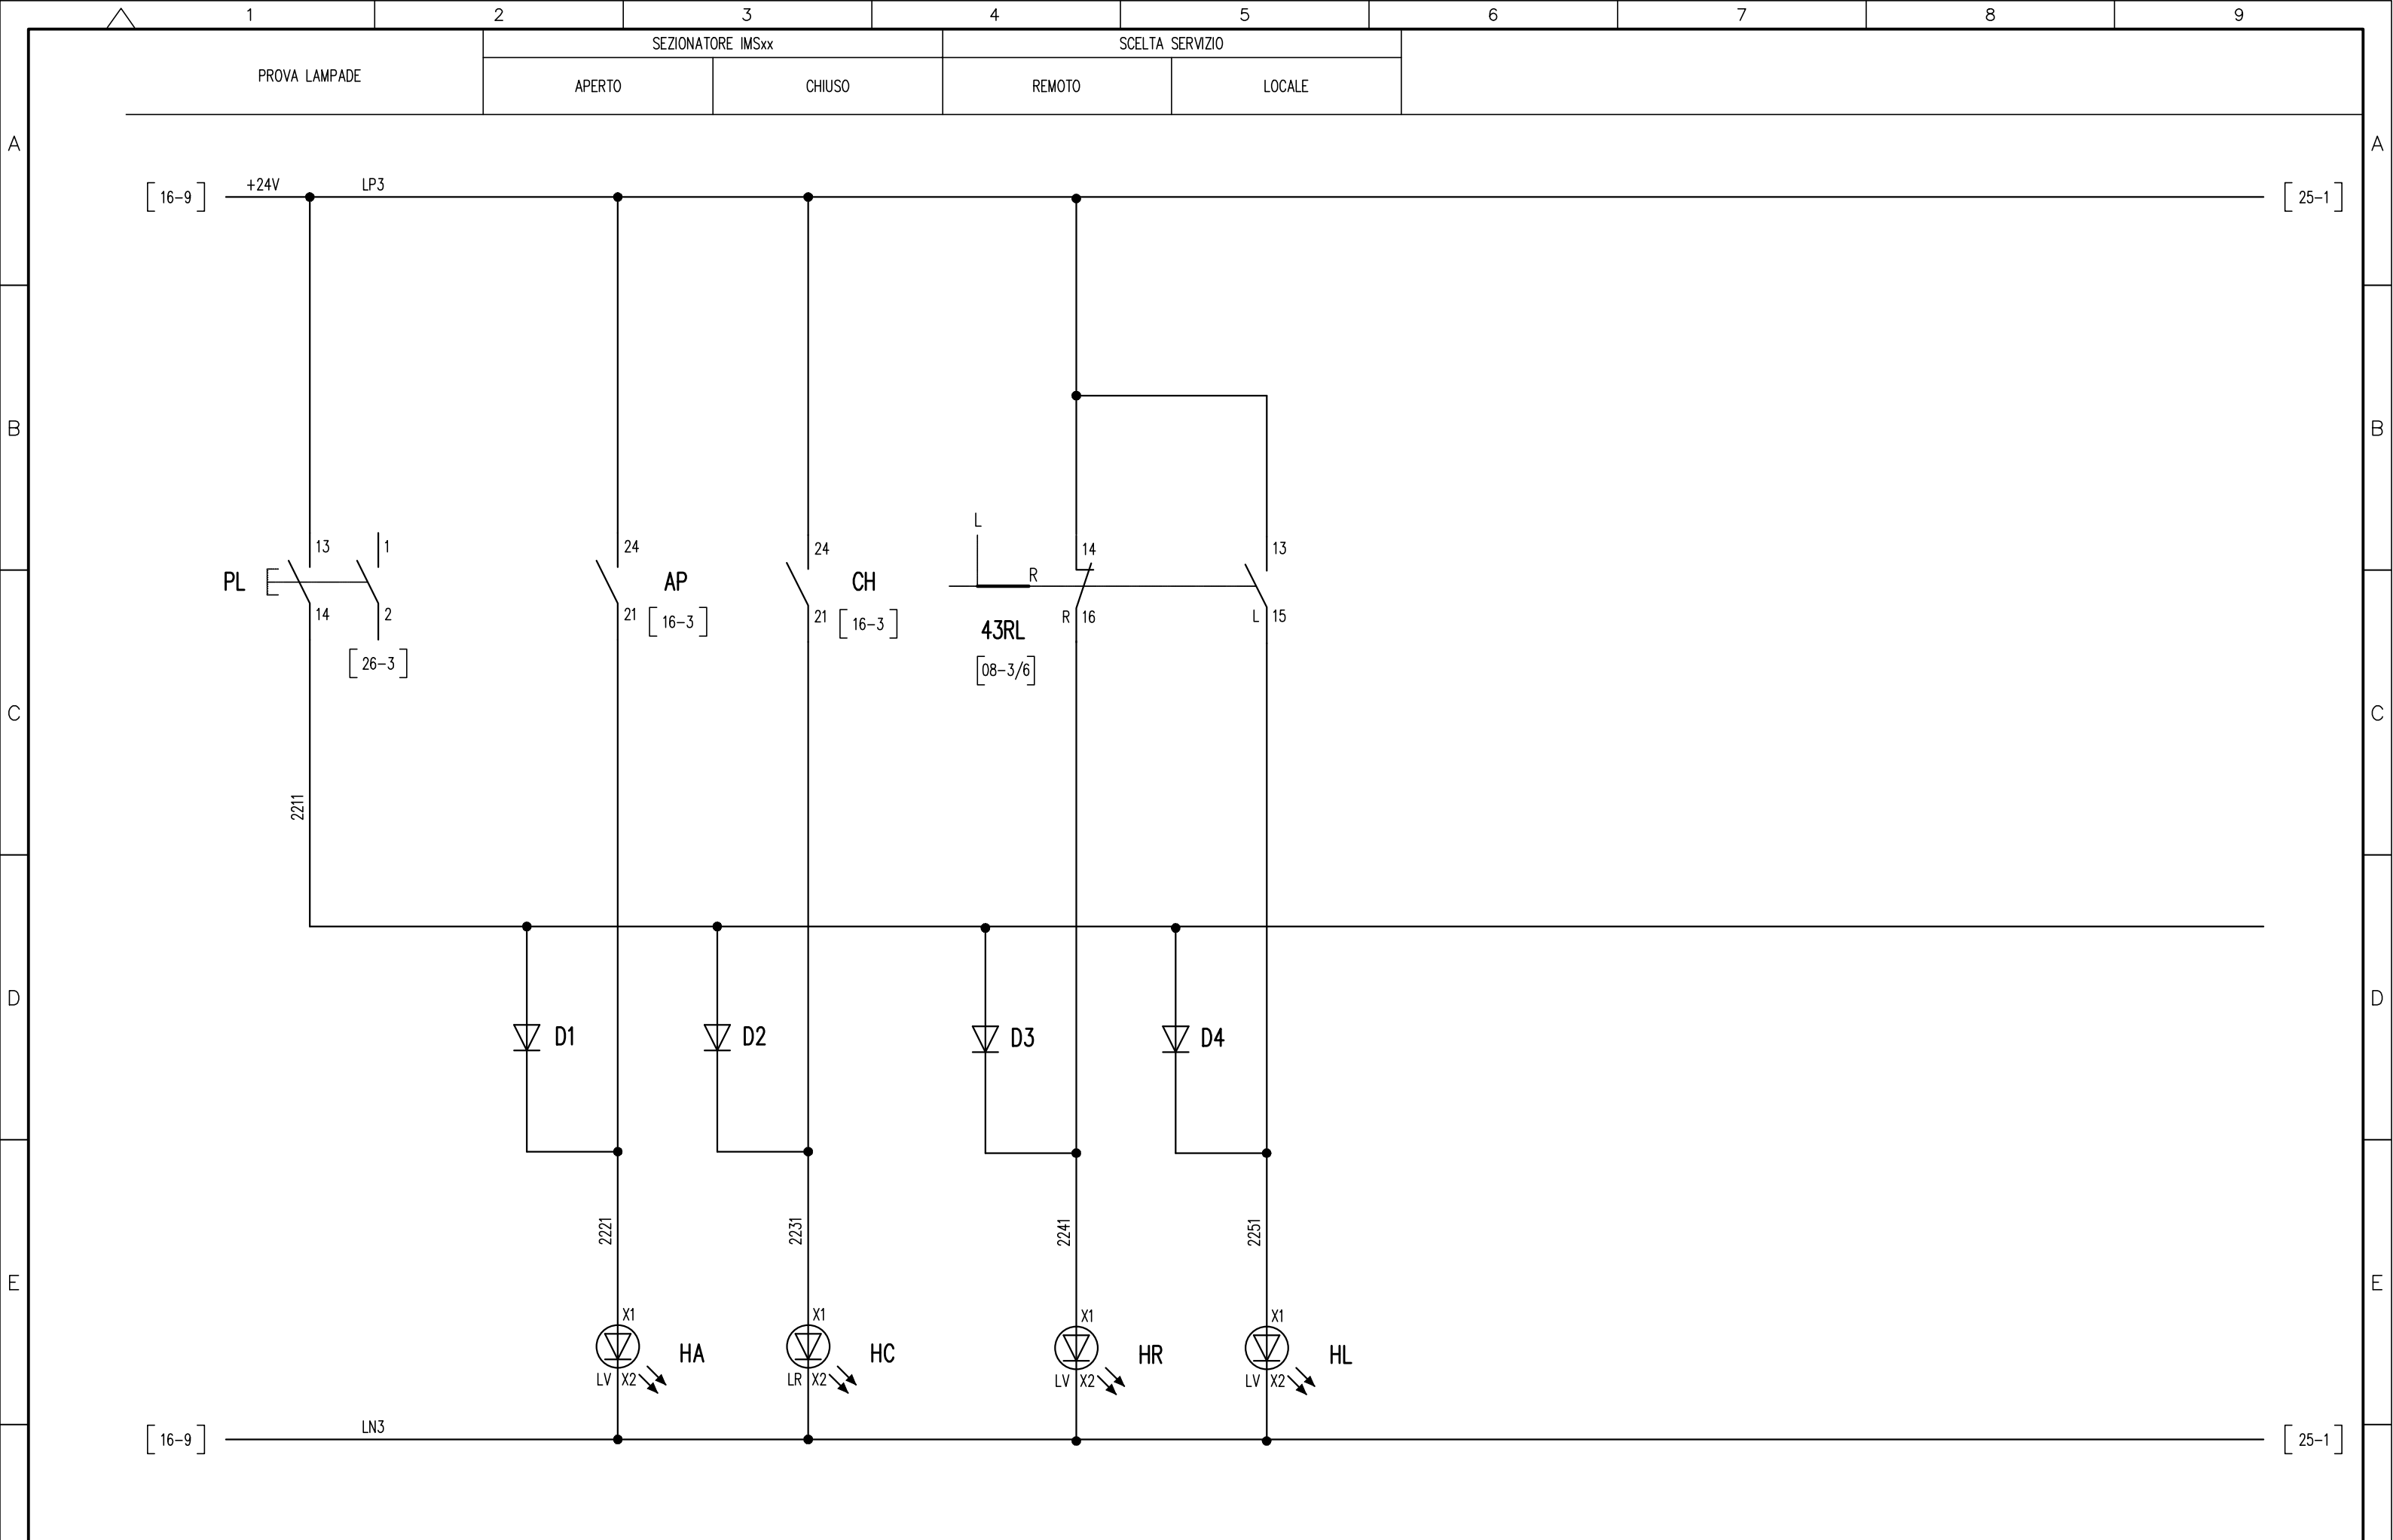 1 2 3 4 5 6 7 8 9
SEZIONATORE IMSxx SCELTA SERVIZIO
PROVA LAMPADE APERTO CHIUSO REMOTO LOCALE
A A
16-9 +24V LP3 25-1
B B
L
13 1 24 24 14 13
PL AP CH R
14 2 21 16-3 21 16-3 R 16 L 15
43RL
26-3 08-3/6
C C
2211
D D
D1 D2 D3 D4
2221 2231 2241 2251
E E
X1 X1 X1 X1
HA HC HR HL
LV X2 LR X2 LV X2 LV X2
16-9 LN3 25-1